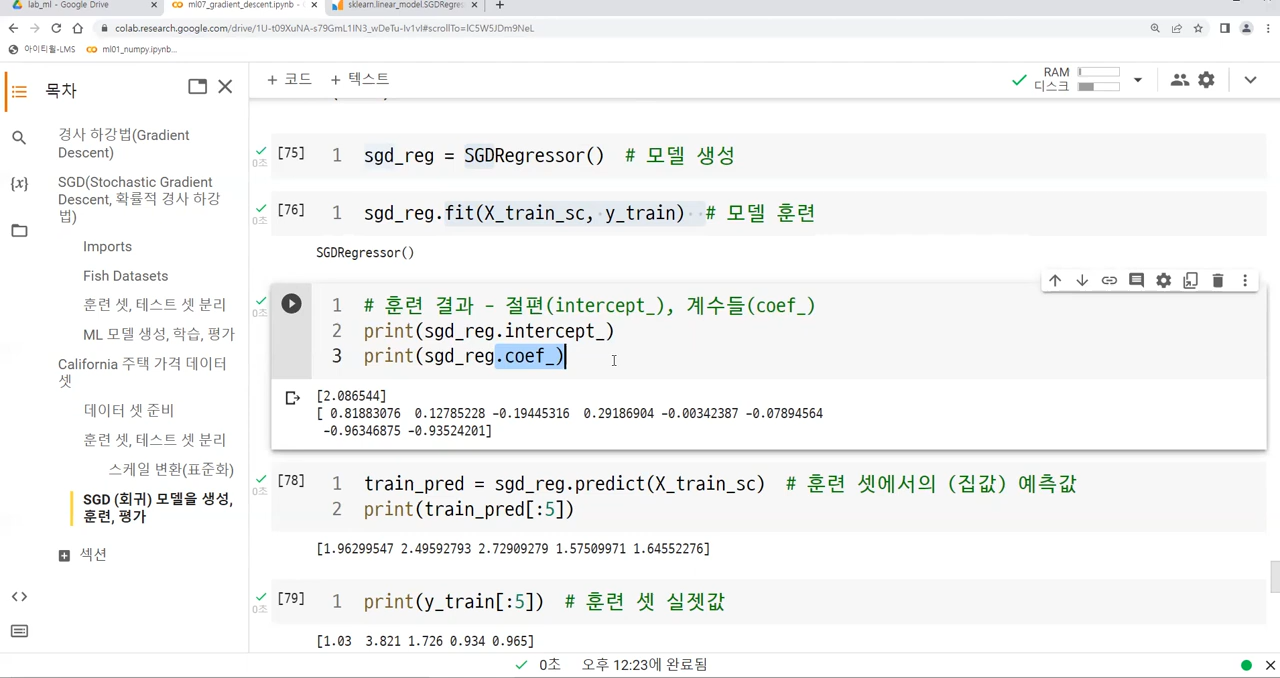 lab_ml - Google Drive
ml07_gradient_descent.ipynb -
sklearn.linear_model.SGDRegres
colab.research.google.com/drive/1U-t09XuNA-s79GmL1IN3_wDeTu-Iv1vI#scrollTo=IC5W5JDm9NeL
아이티윌-LMS
ml01_numpy.ipynb...
목차
+ 코드 + 텍스트
RAM
디스크
경사 하강법(Gradient
Descent)
SGD(Stochastic Gradient
Descent, 확률적 경사 하강
법)
Imports
Fish Datasets
훈련 셋, 테스트 셋 분리
ML 모델 생성, 학습, 평가
California 주택 가격 데이터
셋
데이터 셋 준비
훈련 셋, 테스트 셋 분리
스케일 변환(표준화)
SGD (회귀) 모델을 생성,
훈련, 평가
섹션
0초
[75] 1 sgd_reg = SGDRegressor() # 모델 생성
0초
[76] 1 sgd_reg.fit(X_train_sc, y_train) # 모델 훈련
SGDRegressor()
0초
1 # 훈련 결과 - 절편(intercept_), 계수들(coef_)
2 print(sgd_reg.intercept_)
3 print(sgd_reg.coef_)
[2.086544]
[ 0.81883076 0.12785228 -0.19445316 0.29186904 -0.00342387 -0.07894564
-0.96346875 -0.93524201]
0초
[78] 1 train_pred = sgd_reg.predict(X_train_sc) # 훈련 셋에서의 (집값) 예측값
2 print(train_pred[:5])
[1.96299547 2.49592793 2.72909279 1.57509971 1.64552276]
0초
[79] 1 print(y_train[:5]) # 훈련 셋 실젯값
[1.03 3.821 1.726 0.934 0.965]
0초 오후 12:23에 완료됨